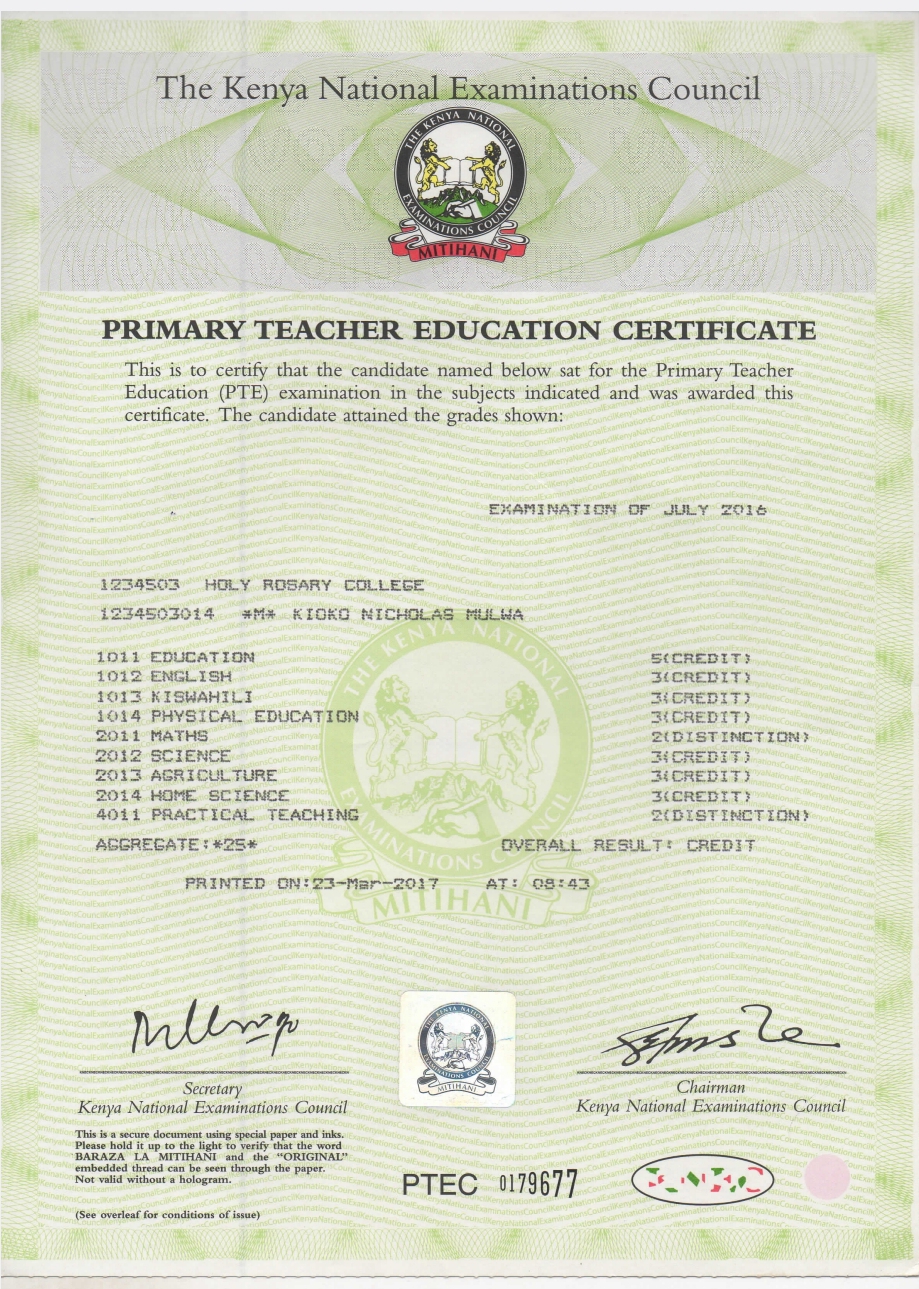 The Kenya National Examinations Council
THE KENYA NATIONAL
EXAMINATIONS COUNCIL
MITIHANI
PRIMARY TEACHER EDUCATION CERTIFICATE
This is to certify that the candidate named below sat for the Primary Teacher
Education (PTE) examination in the subjects indicated and was awarded this
certificate. The candidate attained the grades shown:
EXAMINATION OF JULY 2016
1234503 HOLY ROSARY COLLEGE
1234503014 *M* KIOKO NICHOLAS MULWA
THE KENYA NATIONAL
EXAMINATIONS COUNCIL
MITIHANI
1011 EDUCATION 5(CREDIT)
1012 ENGLISH 3(CREDIT)
1013 KISWAHILI 3(CREDIT)
1014 PHYSICAL EDUCATION 3(CREDIT)
2011 MATHS 2(DISTINCTION)
2012 SCIENCE 3(CREDIT)
2013 AGRICULTURE 3(CREDIT)
2014 HOME SCIENCE 3(CREDIT)
4011 PRACTICAL TEACHING 2(DISTINCTION)
AGGREGATE:*25* OVERALL RESULT: CREDIT
PRINTED ON:23-Mar-2017 AT: 08:43
THE KENYA NATIONAL
EXAMINATIONS COUNCIL
MITIHANI
Secretary
Kenya National Examinations Council
Chairman
Kenya National Examinations Council
This is a secure document using special paper and inks.
Please hold it up to the light to verify that the word
BARAZA LA MITIHANI and the "ORIGINAL"
embedded thread can be seen through the paper.
Not valid without a hologram.
(See overleaf for conditions of issue)
PTEC 0179677